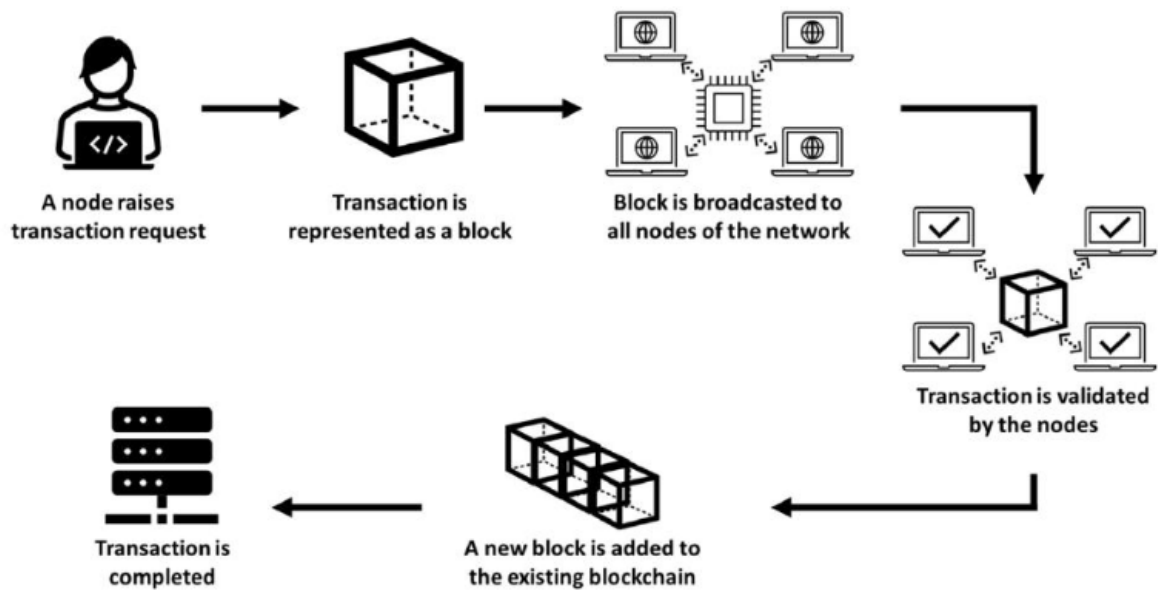 </>
A node raises
transaction request
Transaction is
represented as a block
Block is broadcasted to
all nodes of the network
Transaction is validated
by the nodes
A new block is added to
the existing blockchain
Transaction is
completed